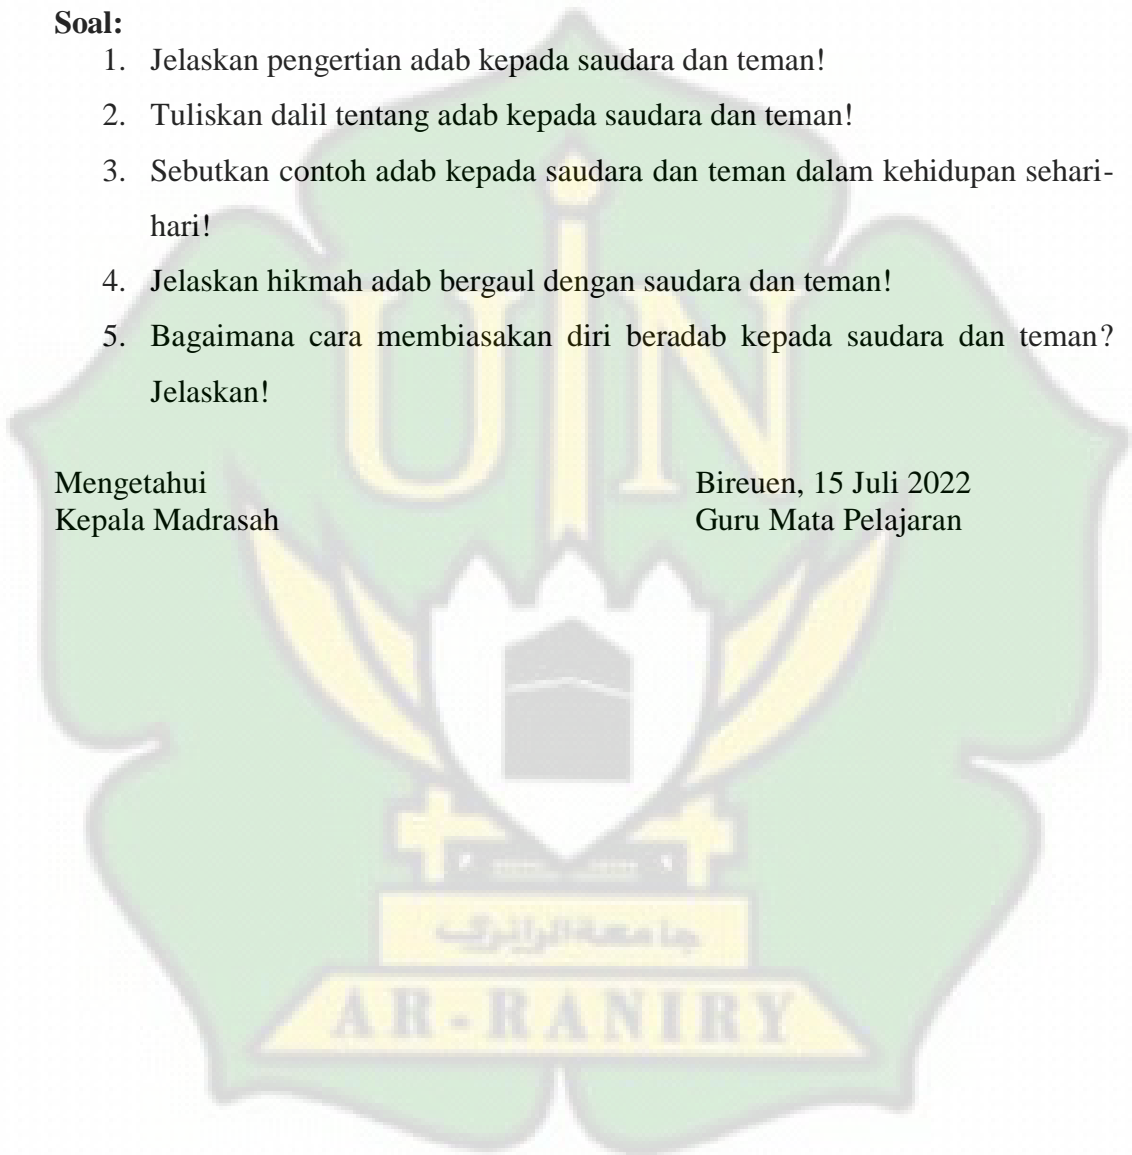 Soal:
1. Jelaskan pengertian adab kepada saudara dan teman!
2. Tuliskan dalil tentang adab kepada saudara dan teman!
3. Sebutkan contoh adab kepada saudara dan teman dalam kehidupan sehari-
hari!
4. Jelaskan hikmah adab bergaul dengan saudara dan teman!
5. Bagaimana cara membiasakan diri beradab kepada saudara dan teman?
Jelaskan!
Mengetahui
Bireuen, 15 Juli 2022
Kepala Madrasah
Guru Mata Pelajaran
UIN
جامعة الرانري
AR-RANIRY